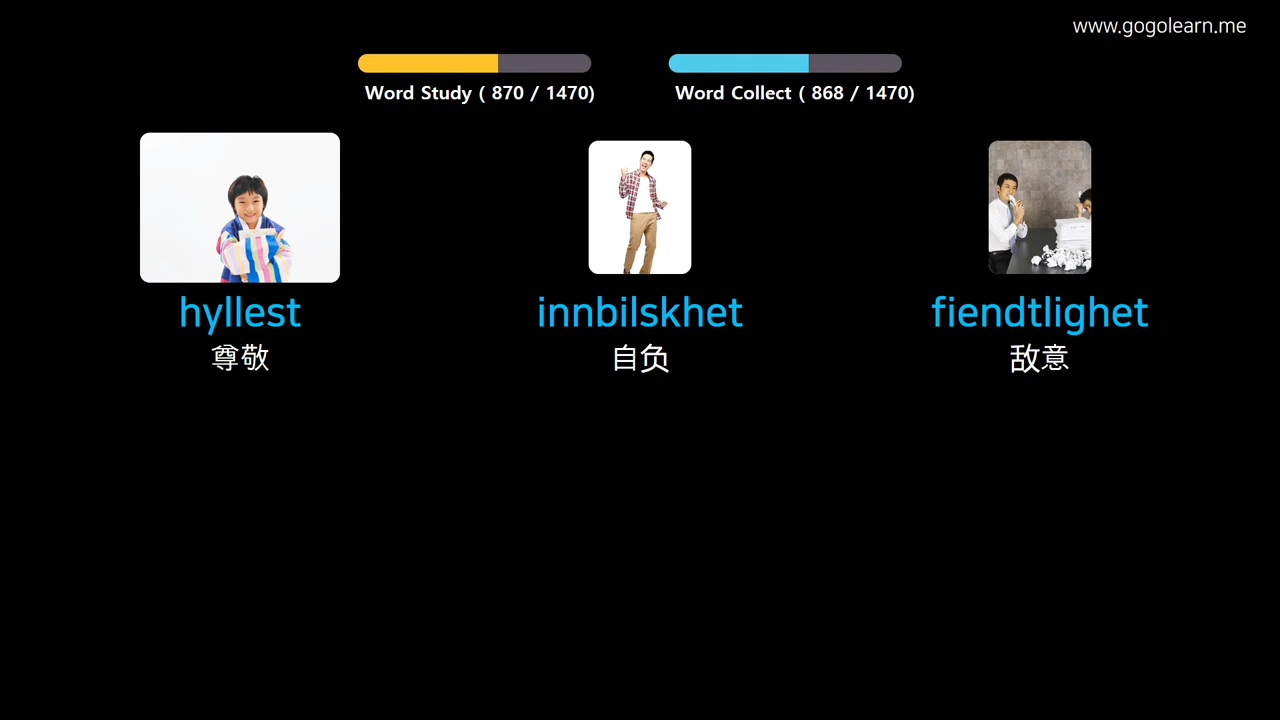 www.gogolearn.me
Word Study ( 870 / 1470)
Word Collect ( 868 / 1470)
hyllest
尊敬
innbilskhet
自负
fiendtlighet
敌意